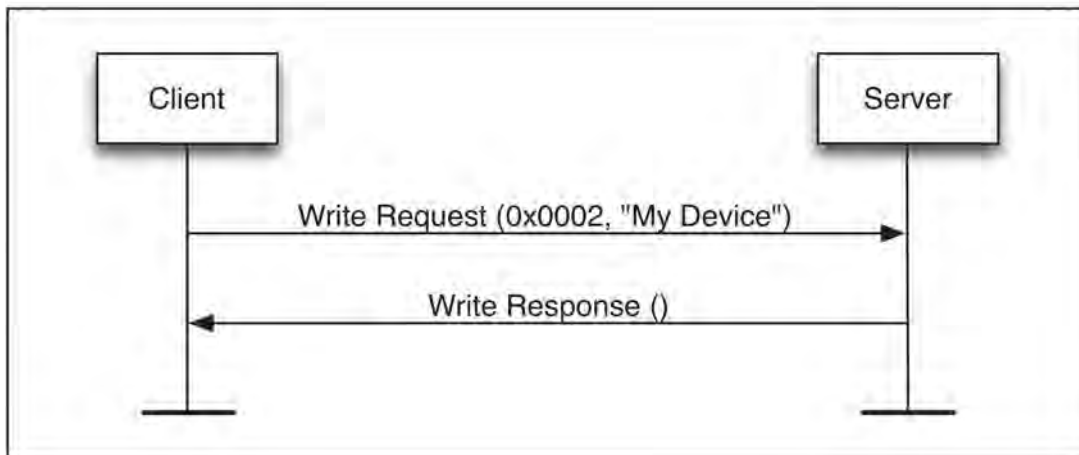 Client
Server
Write Request (0x0002, "My Device")
Write Response ()